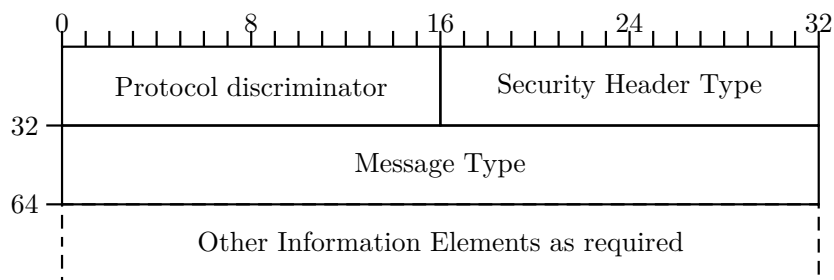 0 8 16 24 32
Protocol discriminator Security Header Type
32
Message Type
64
Other Information Elements as required